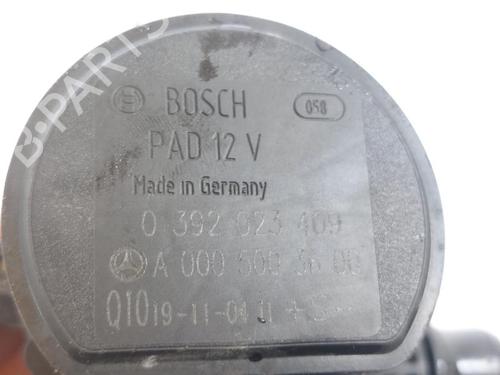 BOSCH 058
PAD 12 V
Made in Germany
0 392 023 409
A 000 500 36 00
Q10 19-11-04 11 +S-
B-Parts